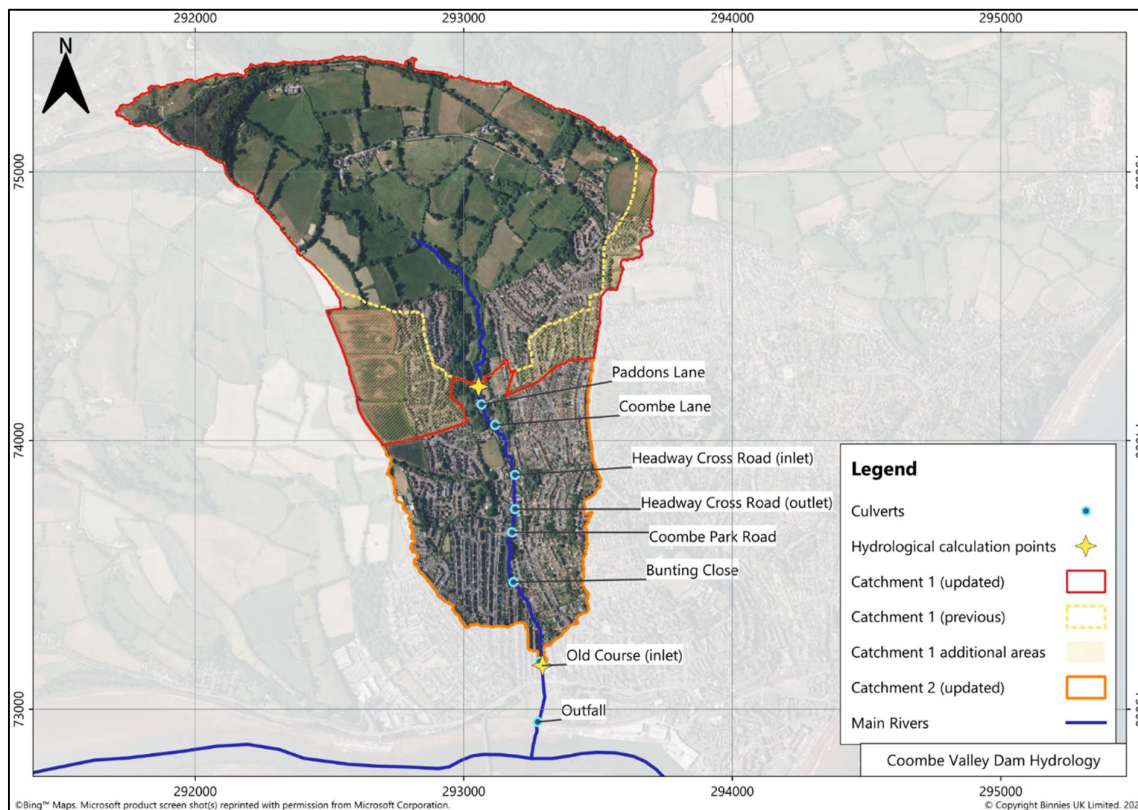 292000 293000 294000 295000
N
75000
75000
74000
74000
73000
73000
Paddons Lane
Coombe Lane
Headway Cross Road (inlet)
Headway Cross Road (outlet)
Coombe Park Road
Bunting Close
Old Course (inlet)
Outfall
Legend
Culverts
Hydrological calculation points
Catchment 1 (updated)
Catchment 1 (previous)
Catchment 1 additional areas
Catchment 2 (updated)
Main Rivers
Coombe Valley Dam Hydrology
292000 293000 294000 295000
©Bing™ Maps. Microsoft product screen shot(s) reprinted with permission from Microsoft Corporation.
© Copyright Binnies UK Limited.